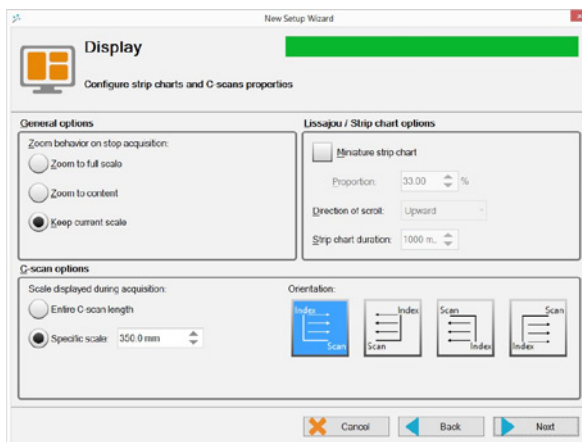 New Setup Wizard
Display
Configure strip charts and C-scans properties
General options
Zoom behavior on stop acquisition:
Zoom to full scale
Zoom to content
Keep current scale
Lissajou / Strip chart options
Miniature strip chart
Proportion: 33.00 %
Direction of scroll: Upward
Strip chart duration: 1000 m.
C-scan options
Scale displayed during acquisition:
Entire C-scan length
Specific scale: 350.0 mm
Orientation:
Index Scan
Index Scan
Scan Index
Scan Index
Cancel Back Next